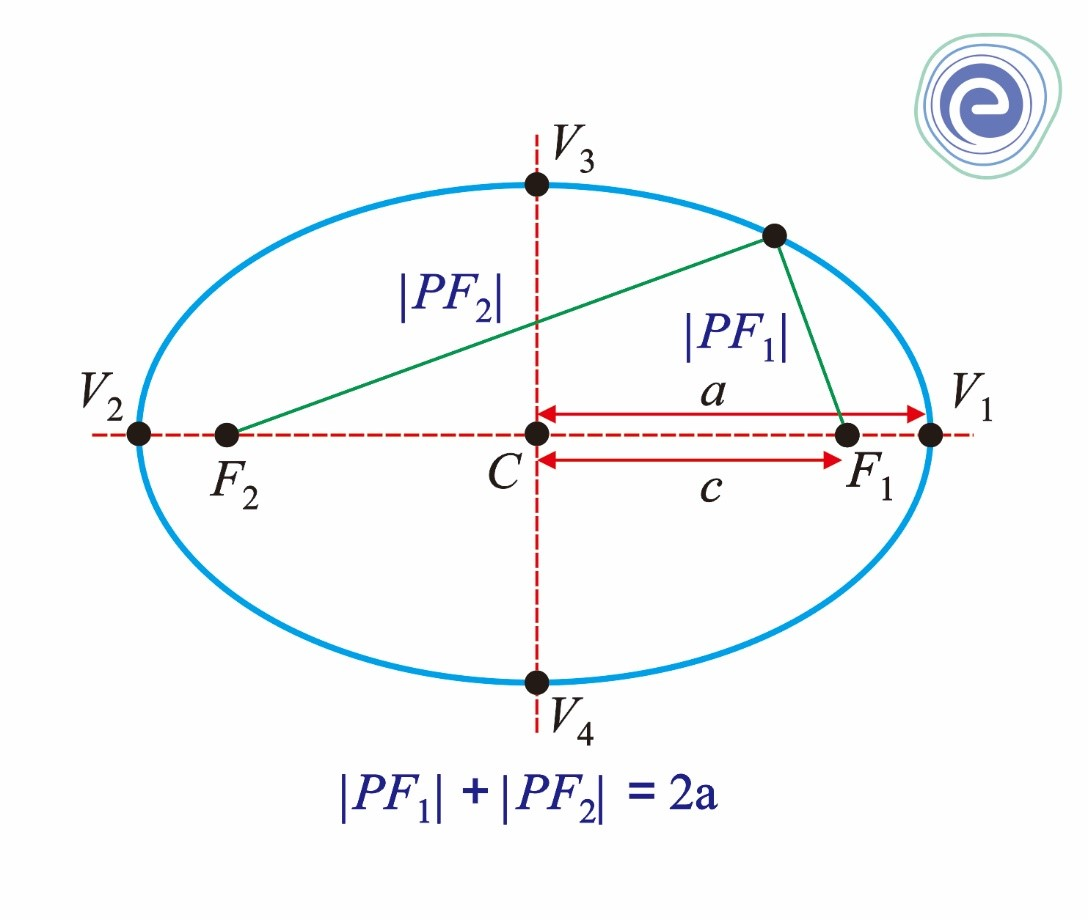 V₃
|PF₂|
|PF₁|
V₂
a
V₁
F₂
C
c
F₁
V₄
|PF₁| + |PF₂| = 2a